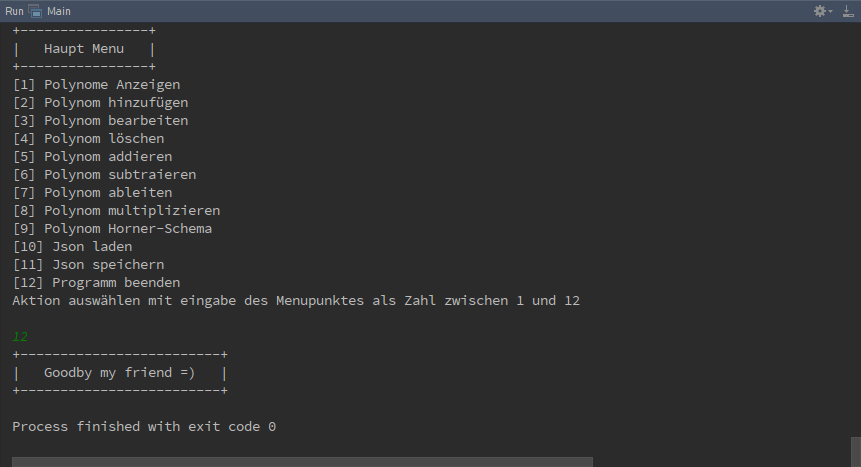 Run Main
+----------------+
|   Haupt Menu   |
+----------------+
[1] Polynome Anzeigen
[2] Polynom hinzufügen
[3] Polynom bearbeiten
[4] Polynom löschen
[5] Polynom addieren
[6] Polynom subtraieren
[7] Polynom ableiten
[8] Polynom multiplizieren
[9] Polynom Horner-Schema
[10] Json laden
[11] Json speichern
[12] Programm beenden
Aktion auswählen mit eingabe des Menupunktes als Zahl zwischen 1 und 12
12
+-------------------------+
|   Goodby my friend =)   |
+-------------------------+
Process finished with exit code 0